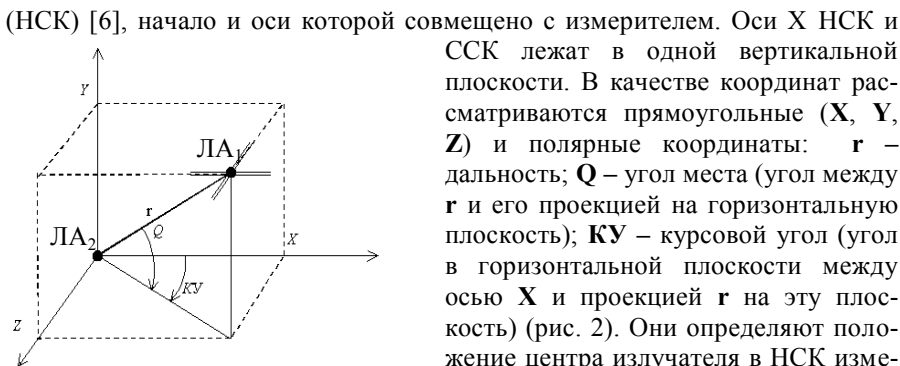 (НСК) [6], начало и оси которой совмещено с измерителем. Оси X НСК и
ССК лежат в одной вертикальной
плоскости. В качестве координат рас-
сматриваются прямоугольные (X, Y,
Z) и полярные координаты: r –
дальность; Q – угол места (угол между
r и его проекцией на горизонтальную
плоскость); КУ – курсовой угол (угол
в горизонтальной плоскости между
осью X и проекцией r на эту плос-
кость) (рис. 2). Они определяют поло-
жение центра излучателя в НСК изме-
Y
ЛА₁
r
ЛА₂
Q
X
КУ
Z